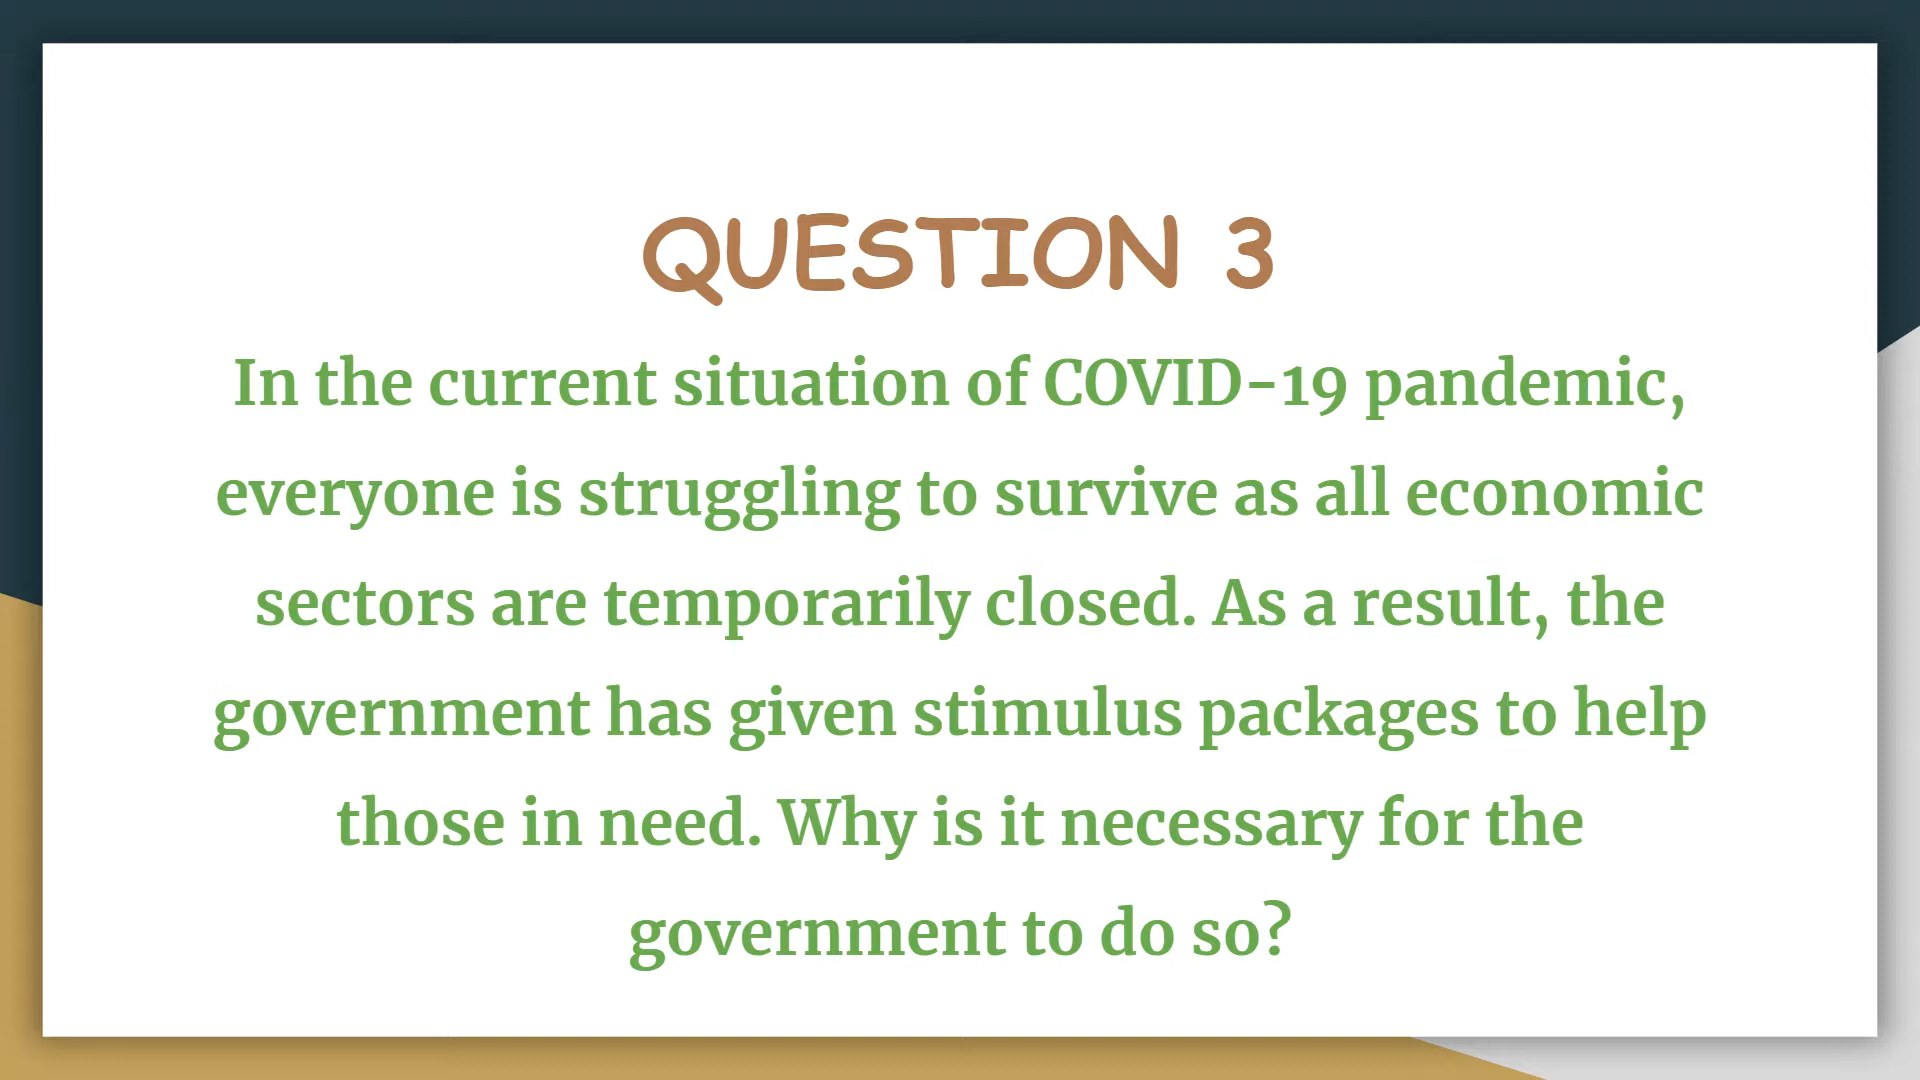 QUESTION 3
In the current situation of COVID-19 pandemic,
everyone is struggling to survive as all economic
sectors are temporarily closed. As a result, the
government has given stimulus packages to help
those in need. Why is it necessary for the
government to do so?